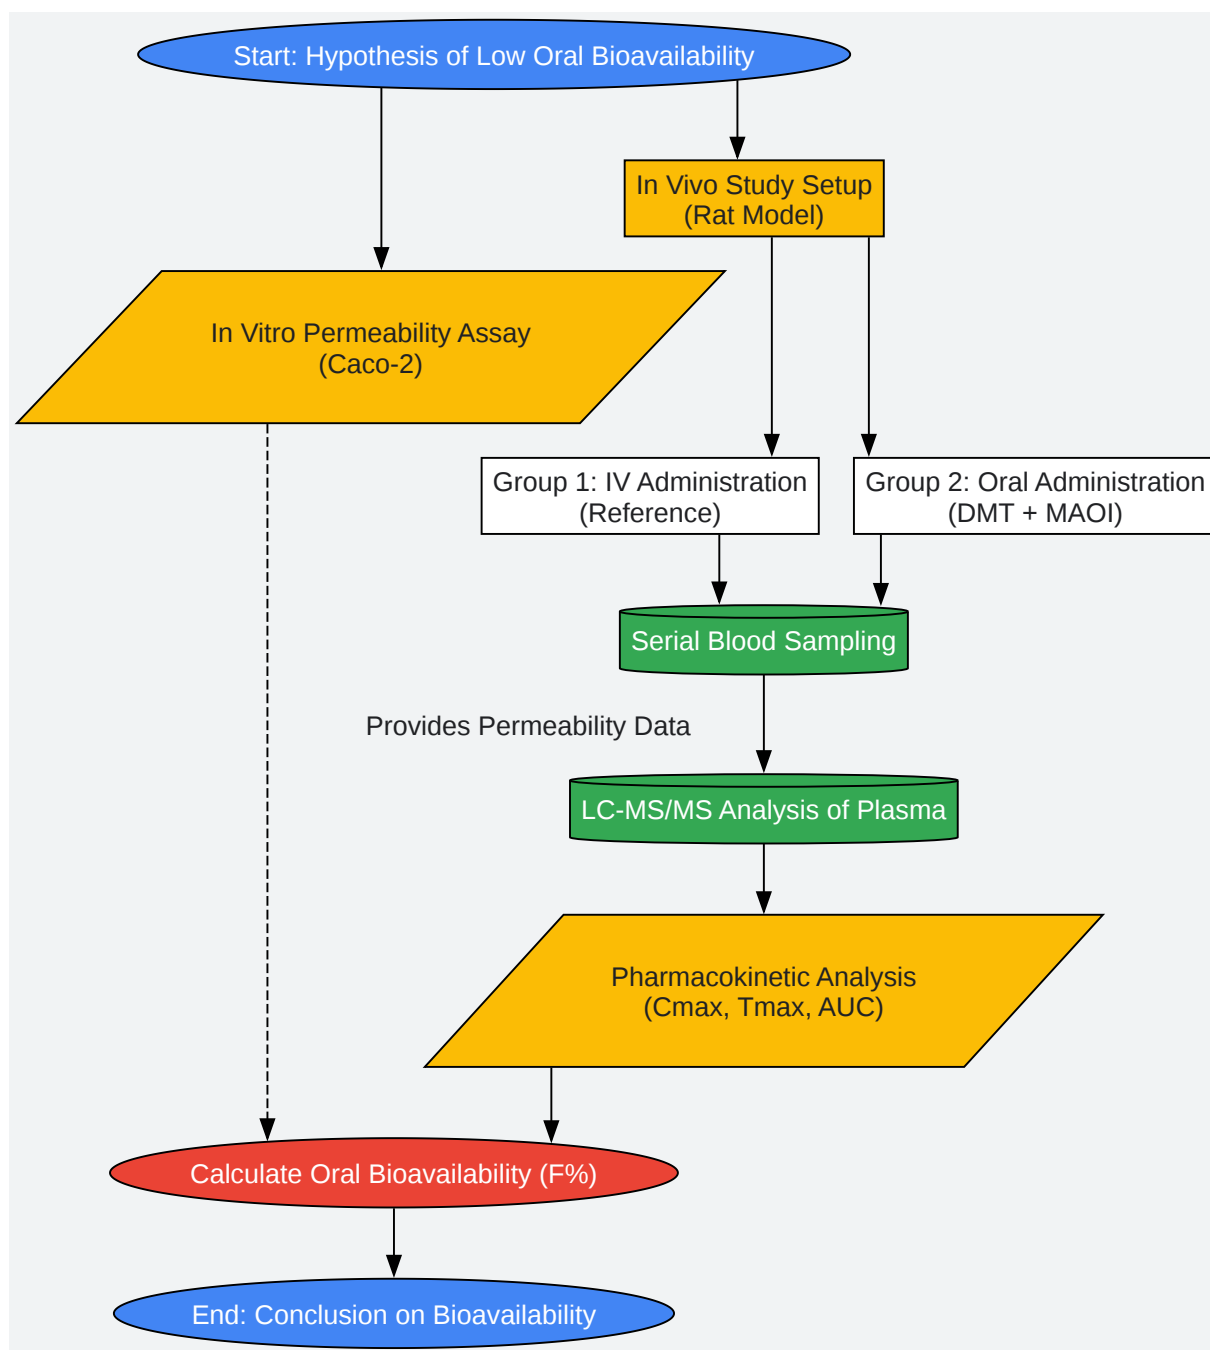 Start: Hypothesis of Low Oral Bioavailability
In Vivo Study Setup
(Rat Model)
In Vitro Permeability Assay
(Caco-2)
Group 1: IV Administration
(Reference)
Group 2: Oral Administration
(DMT + MAOI)
Serial Blood Sampling
Provides Permeability Data
LC-MS/MS Analysis of Plasma
Pharmacokinetic Analysis
(Cmax, Tmax, AUC)
Calculate Oral Bioavailability (F%)
End: Conclusion on Bioavailability